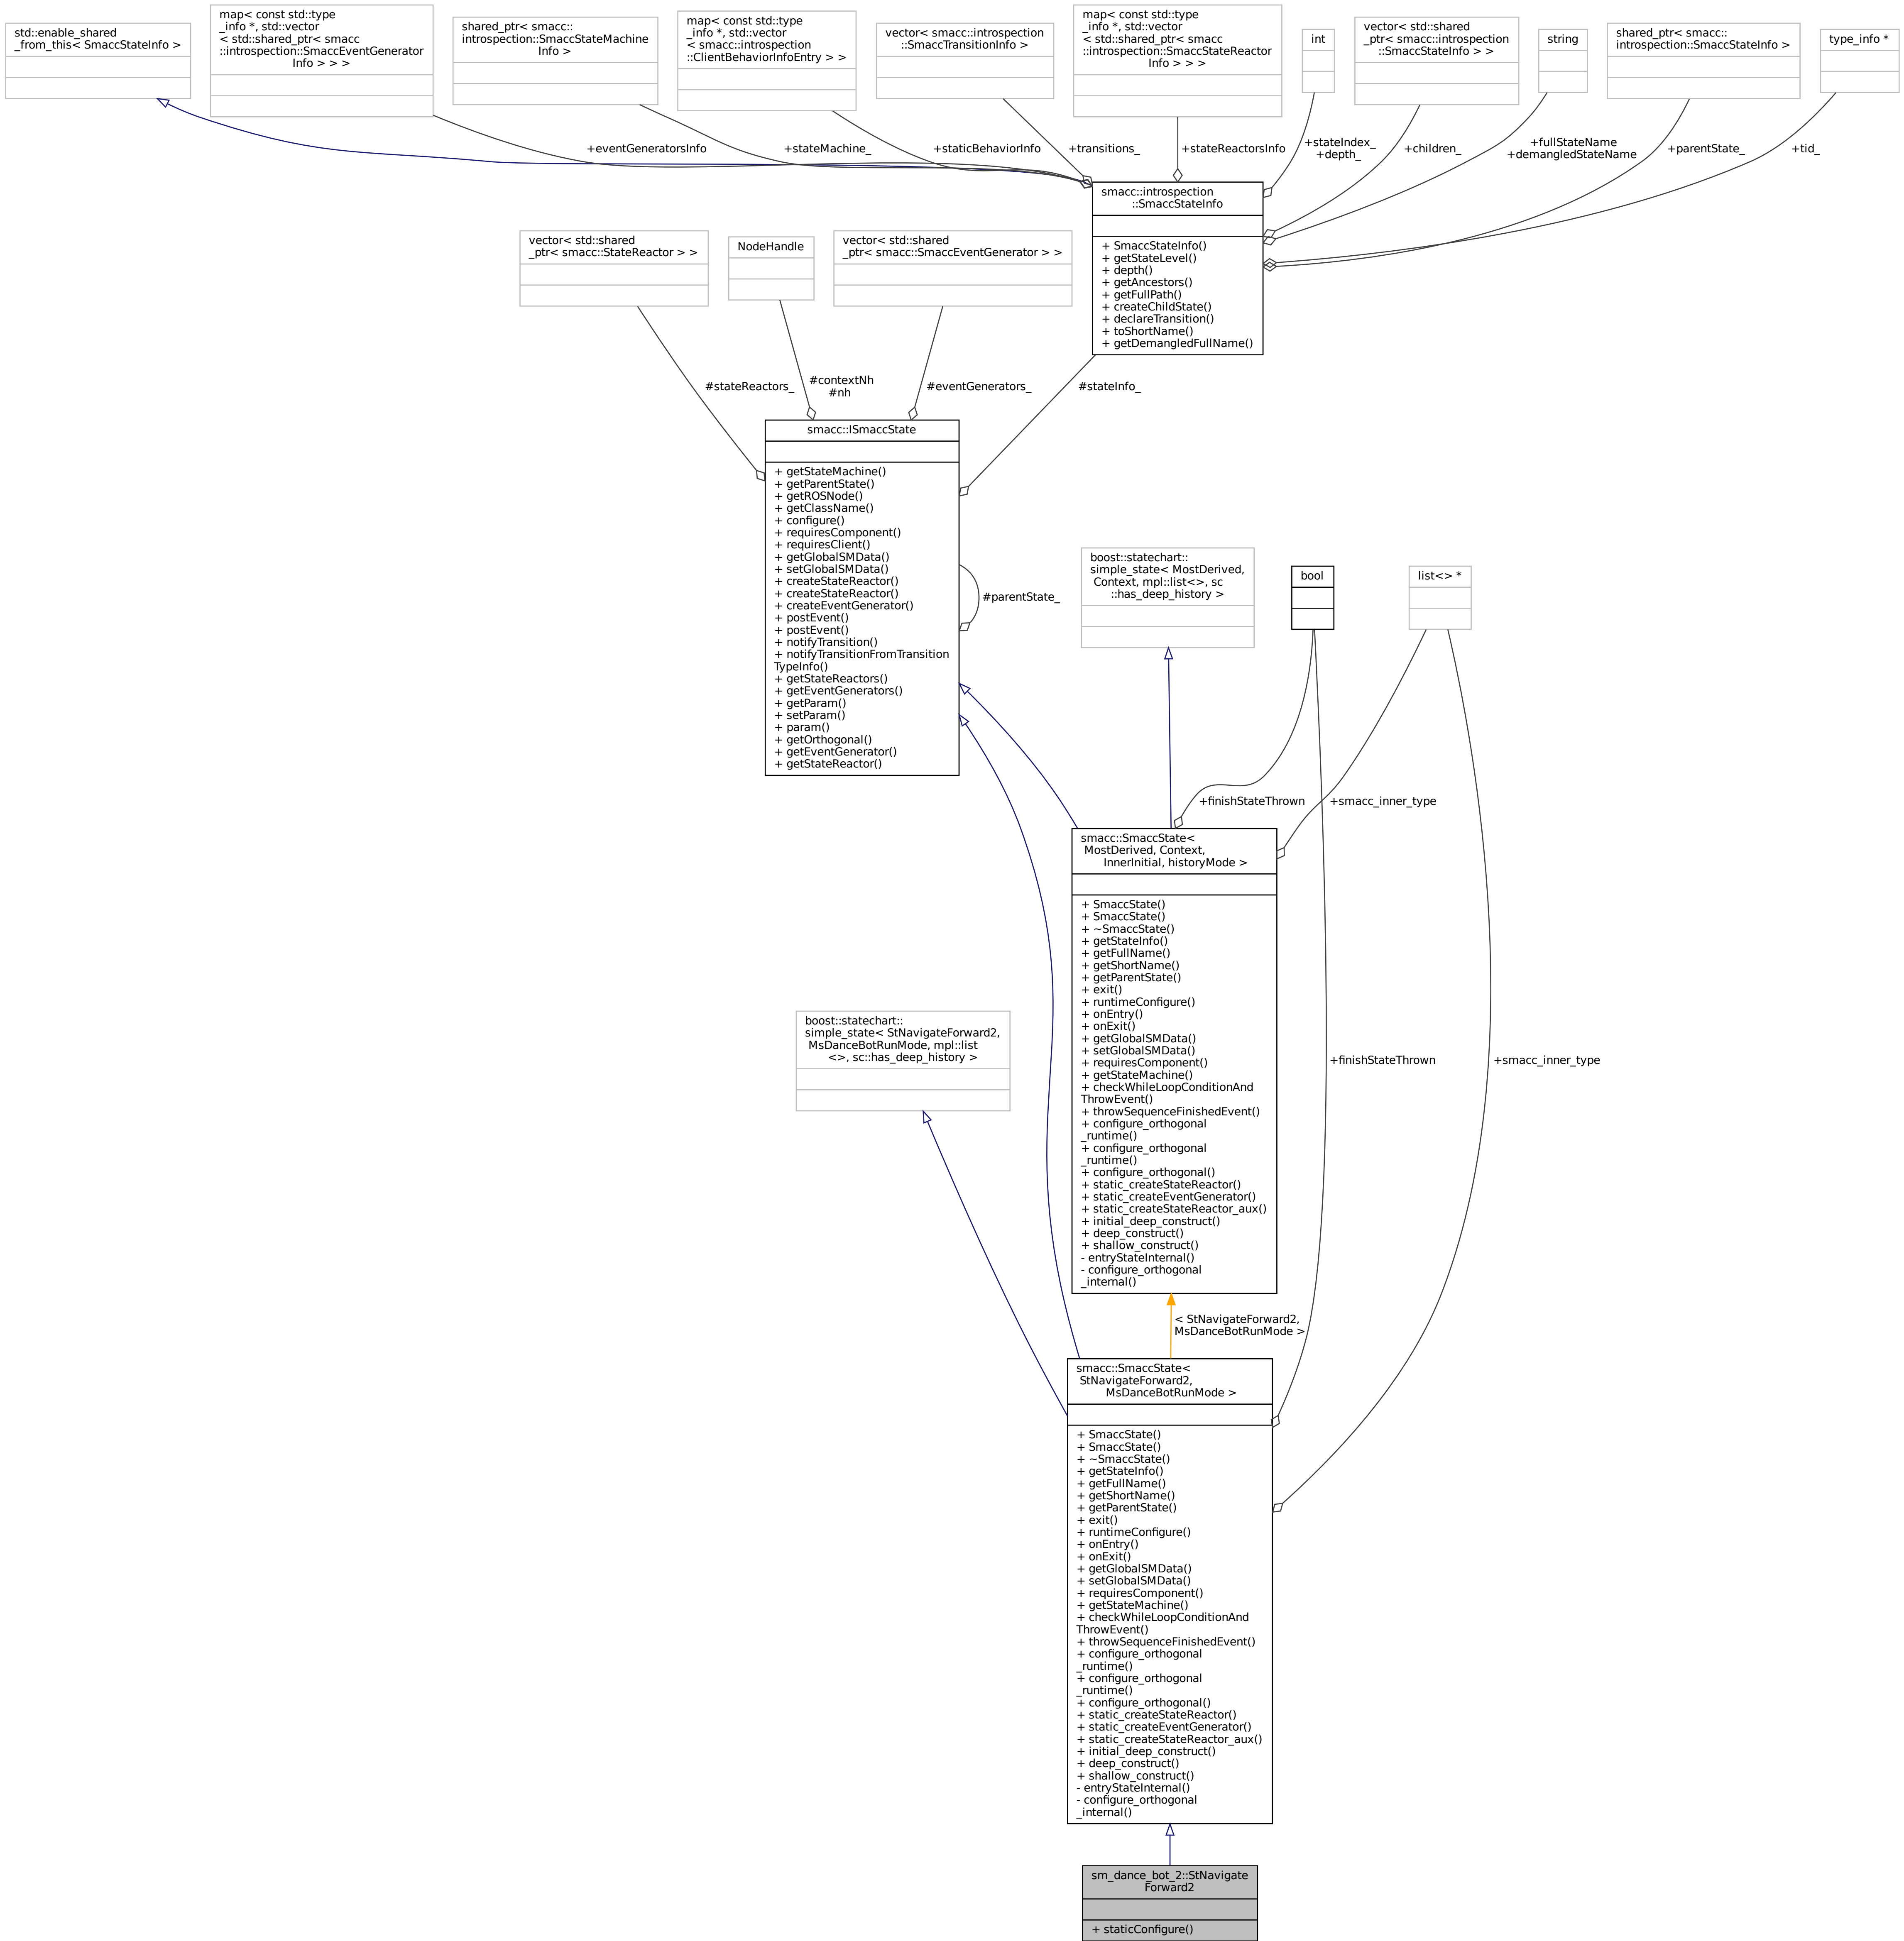 std::enable_shared
_from_this< SmaccStateInfo >
map< const std::type
_info *, std::vector
< std::shared_ptr< smacc
::introspection::SmaccEventGenerator
Info > > >
shared_ptr< smacc::
introspection::SmaccStateMachine
Info >
map< const std::type
_info *, std::vector
< smacc::introspection
::ClientBehaviorInfoEntry > >
vector< smacc::introspection
::SmaccTransitionInfo >
map< const std::type
_info *, std::vector
< std::shared_ptr< smacc
::introspection::SmaccStateReactor
Info > > >
int
vector< std::shared
_ptr< smacc::introspection
::SmaccStateInfo > >
string
shared_ptr< smacc::
introspection::SmaccStateInfo >
type_info *
+eventGeneratorsInfo
+stateMachine_
+staticBehaviorInfo
+transitions_
+stateReactorsInfo
+stateIndex_
+depth_
+children_
+fullStateName
+demangledStateName
+parentState_
+tid_
smacc::introspection
::SmaccStateInfo
+ SmaccStateInfo()
+ getStateLevel()
+ depth()
+ getAncestors()
+ getFullPath()
+ createChildState()
+ declareTransition()
+ toShortName()
+ getDemangledFullName()
vector< std::shared
_ptr< smacc::StateReactor > >
NodeHandle
vector< std::shared
_ptr< smacc::SmaccEventGenerator > >
#stateReactors_
#contextNh
#nh
#eventGenerators_
#stateInfo_
smacc::ISmaccState
+ getStateMachine()
+ getParentState()
+ getROSNode()
+ getClassName()
+ configure()
+ requiresComponent()
+ requiresClient()
+ getGlobalSMData()
+ setGlobalSMData()
+ createStateReactor()
+ createStateReactor()
+ createEventGenerator()
+ postEvent()
+ postEvent()
+ notifyTransition()
+ notifyTransitionFromTransition
TypeInfo()
+ getStateReactors()
+ getEventGenerators()
+ getParam()
+ setParam()
+ param()
+ getOrthogonal()
+ getEventGenerator()
+ getStateReactor()
#parentState_
boost::statechart::
simple_state< MostDerived,
Context, mpl::list<>, sc
::has_deep_history >
bool
list<> *
+finishStateThrown
+smacc_inner_type
smacc::SmaccState<
MostDerived, Context,
InnerInitial, historyMode >
+ SmaccState()
+ SmaccState()
+ ~SmaccState()
+ getStateInfo()
+ getFullName()
+ getShortName()
+ getParentState()
+ exit()
+ runtimeConfigure()
+ onEntry()
+ onExit()
+ getGlobalSMData()
+ setGlobalSMData()
+ requiresComponent()
+ getStateMachine()
+ checkWhileLoopConditionAnd
ThrowEvent()
+ throwSequenceFinishedEvent()
+ configure_orthogonal
_runtime()
+ configure_orthogonal
_runtime()
+ configure_orthogonal()
+ static_createStateReactor()
+ static_createEventGenerator()
+ static_createStateReactor_aux()
+ initial_deep_construct()
+ deep_construct()
+ shallow_construct()
- entryStateInternal()
- configure_orthogonal
_internal()
boost::statechart::
simple_state< StNavigateForward2,
MsDanceBotRunMode, mpl::list
<>, sc::has_deep_history >
+finishStateThrown
+smacc_inner_type
< StNavigateForward2,
MsDanceBotRunMode >
smacc::SmaccState<
StNavigateForward2,
MsDanceBotRunMode >
+ SmaccState()
+ SmaccState()
+ ~SmaccState()
+ getStateInfo()
+ getFullName()
+ getShortName()
+ getParentState()
+ exit()
+ runtimeConfigure()
+ onEntry()
+ onExit()
+ getGlobalSMData()
+ setGlobalSMData()
+ requiresComponent()
+ getStateMachine()
+ checkWhileLoopConditionAnd
ThrowEvent()
+ throwSequenceFinishedEvent()
+ configure_orthogonal
_runtime()
+ configure_orthogonal
_runtime()
+ configure_orthogonal()
+ static_createStateReactor()
+ static_createEventGenerator()
+ static_createStateReactor_aux()
+ initial_deep_construct()
+ deep_construct()
+ shallow_construct()
- entryStateInternal()
- configure_orthogonal
_internal()
sm_dance_bot_2::StNavigate
Forward2
+ staticConfigure()